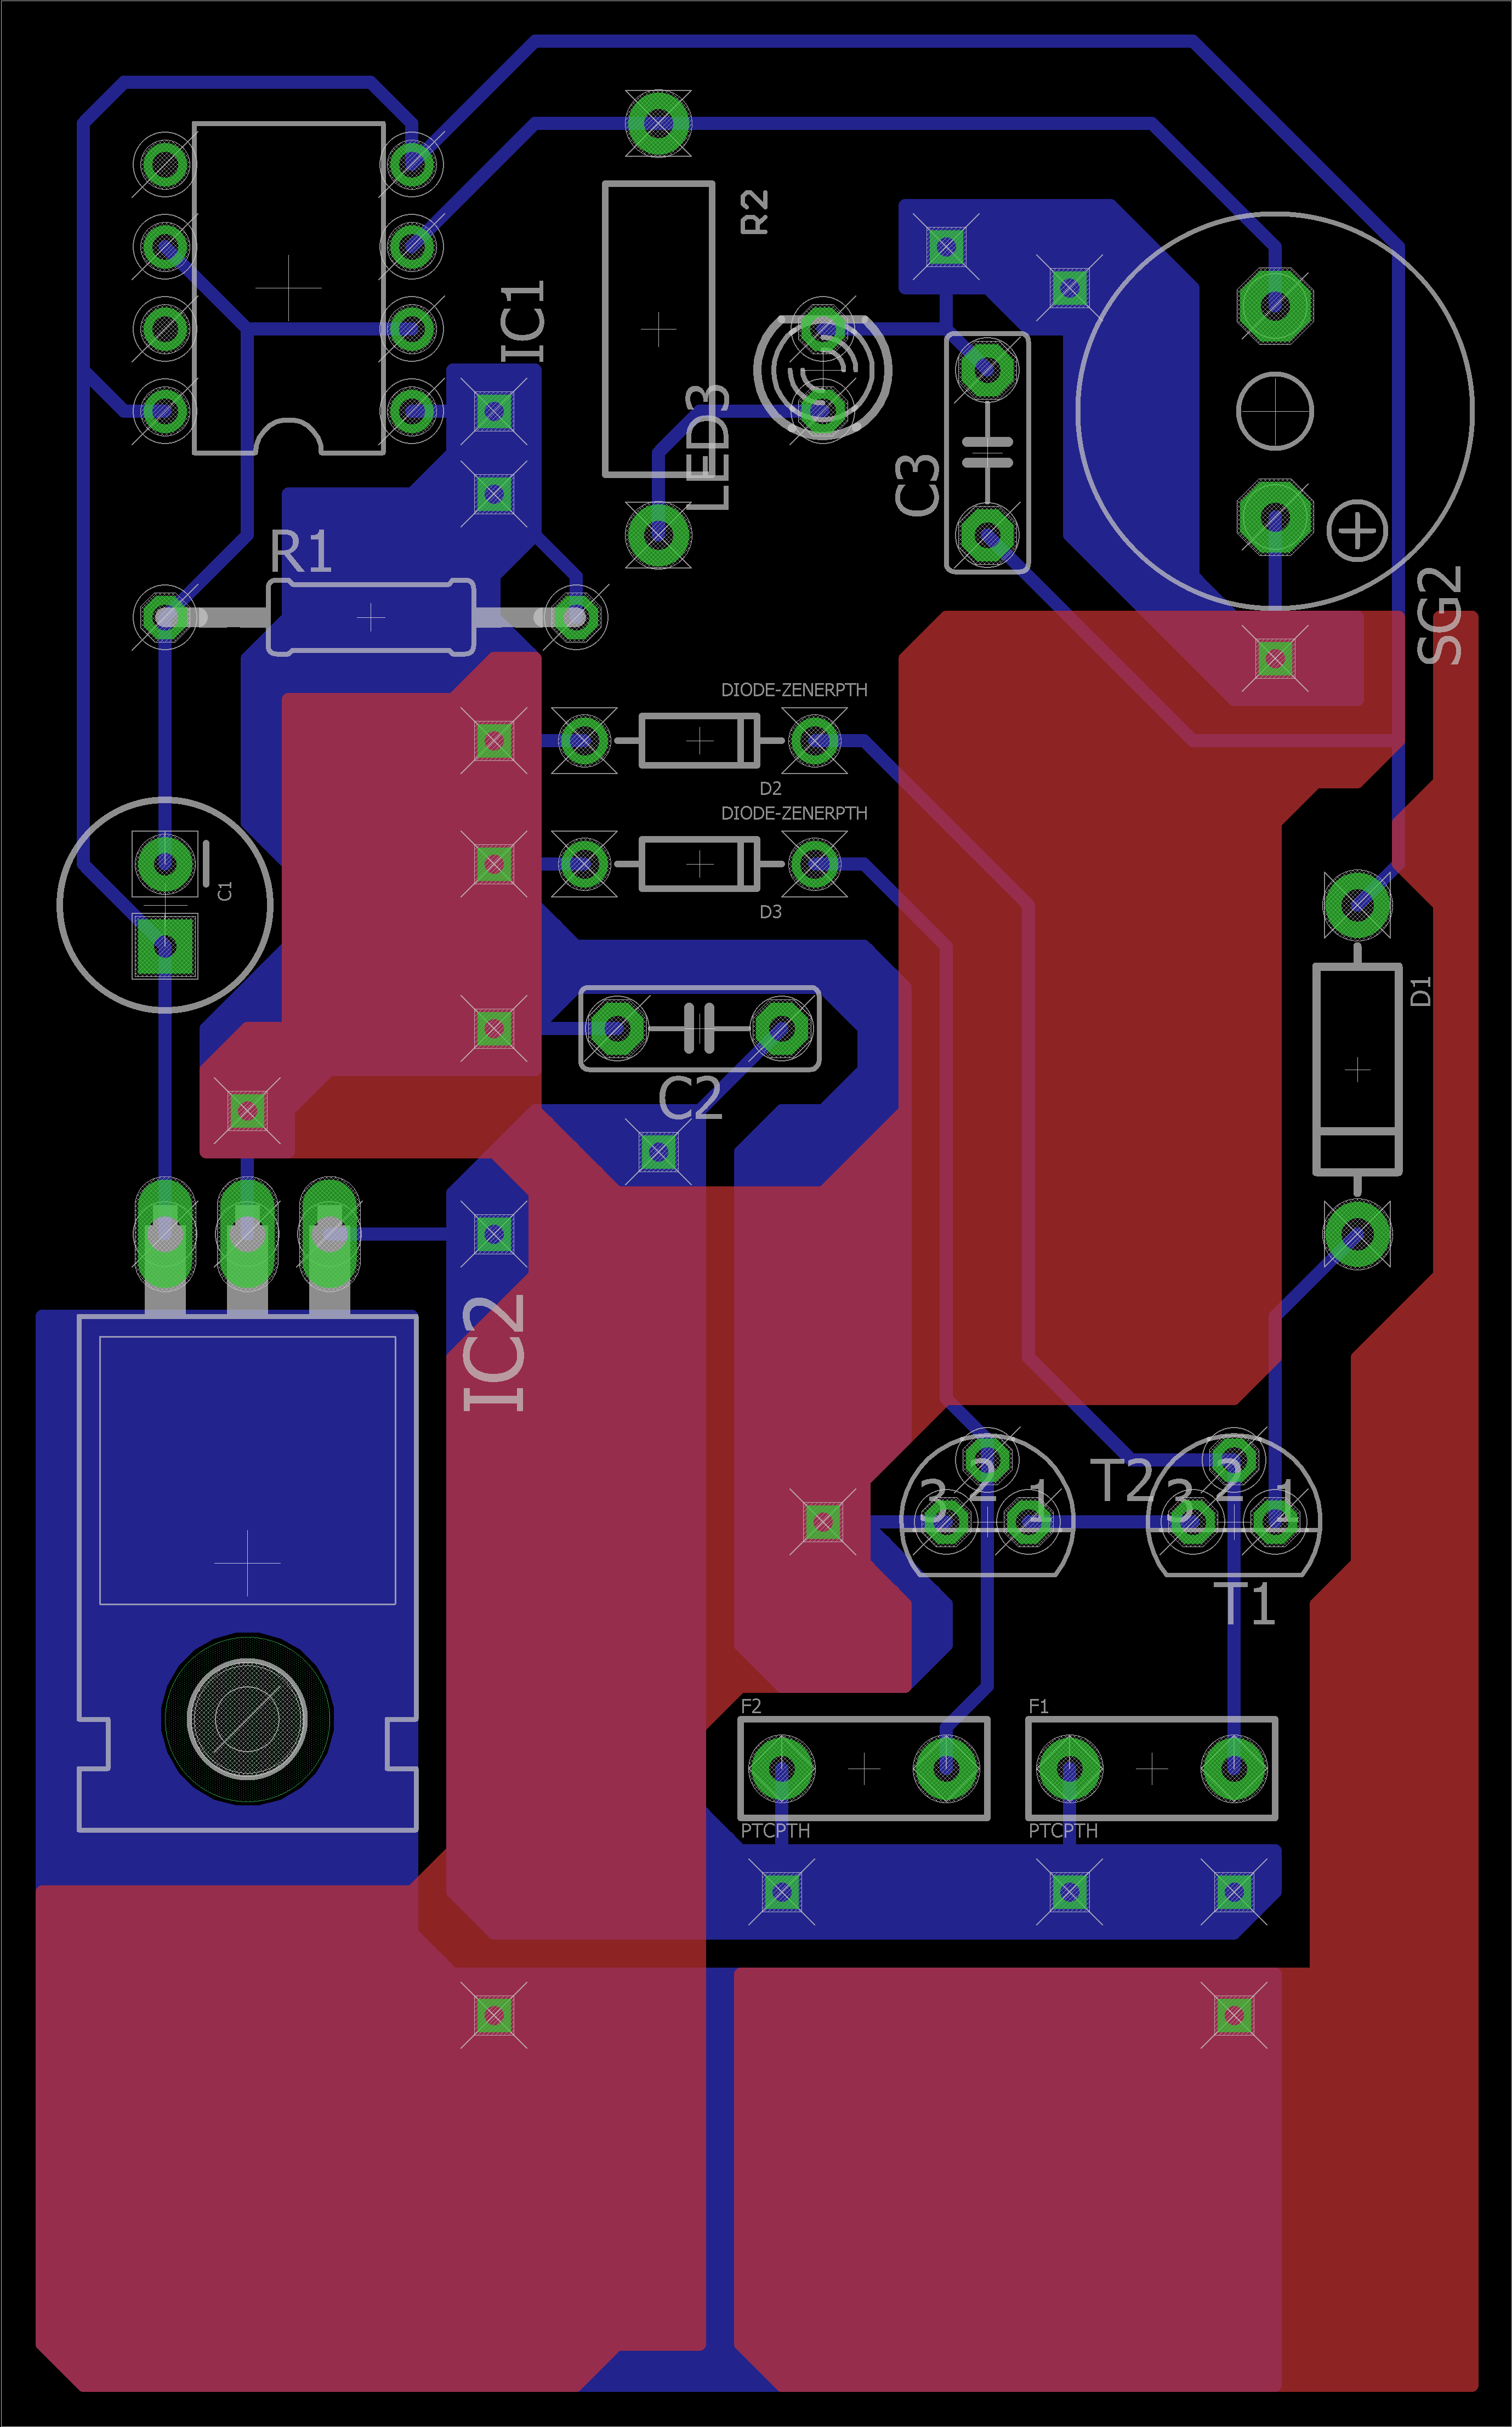 R2
IC1
LED3
C3
R1
SG2
DIODE-ZENERPTH
D2
DIODE-ZENERPTH
C1
D3
D1
C2
IC2
3
2
1
T2
3
2
1
T1
F2
F1
PTCPTH
PTCPTH